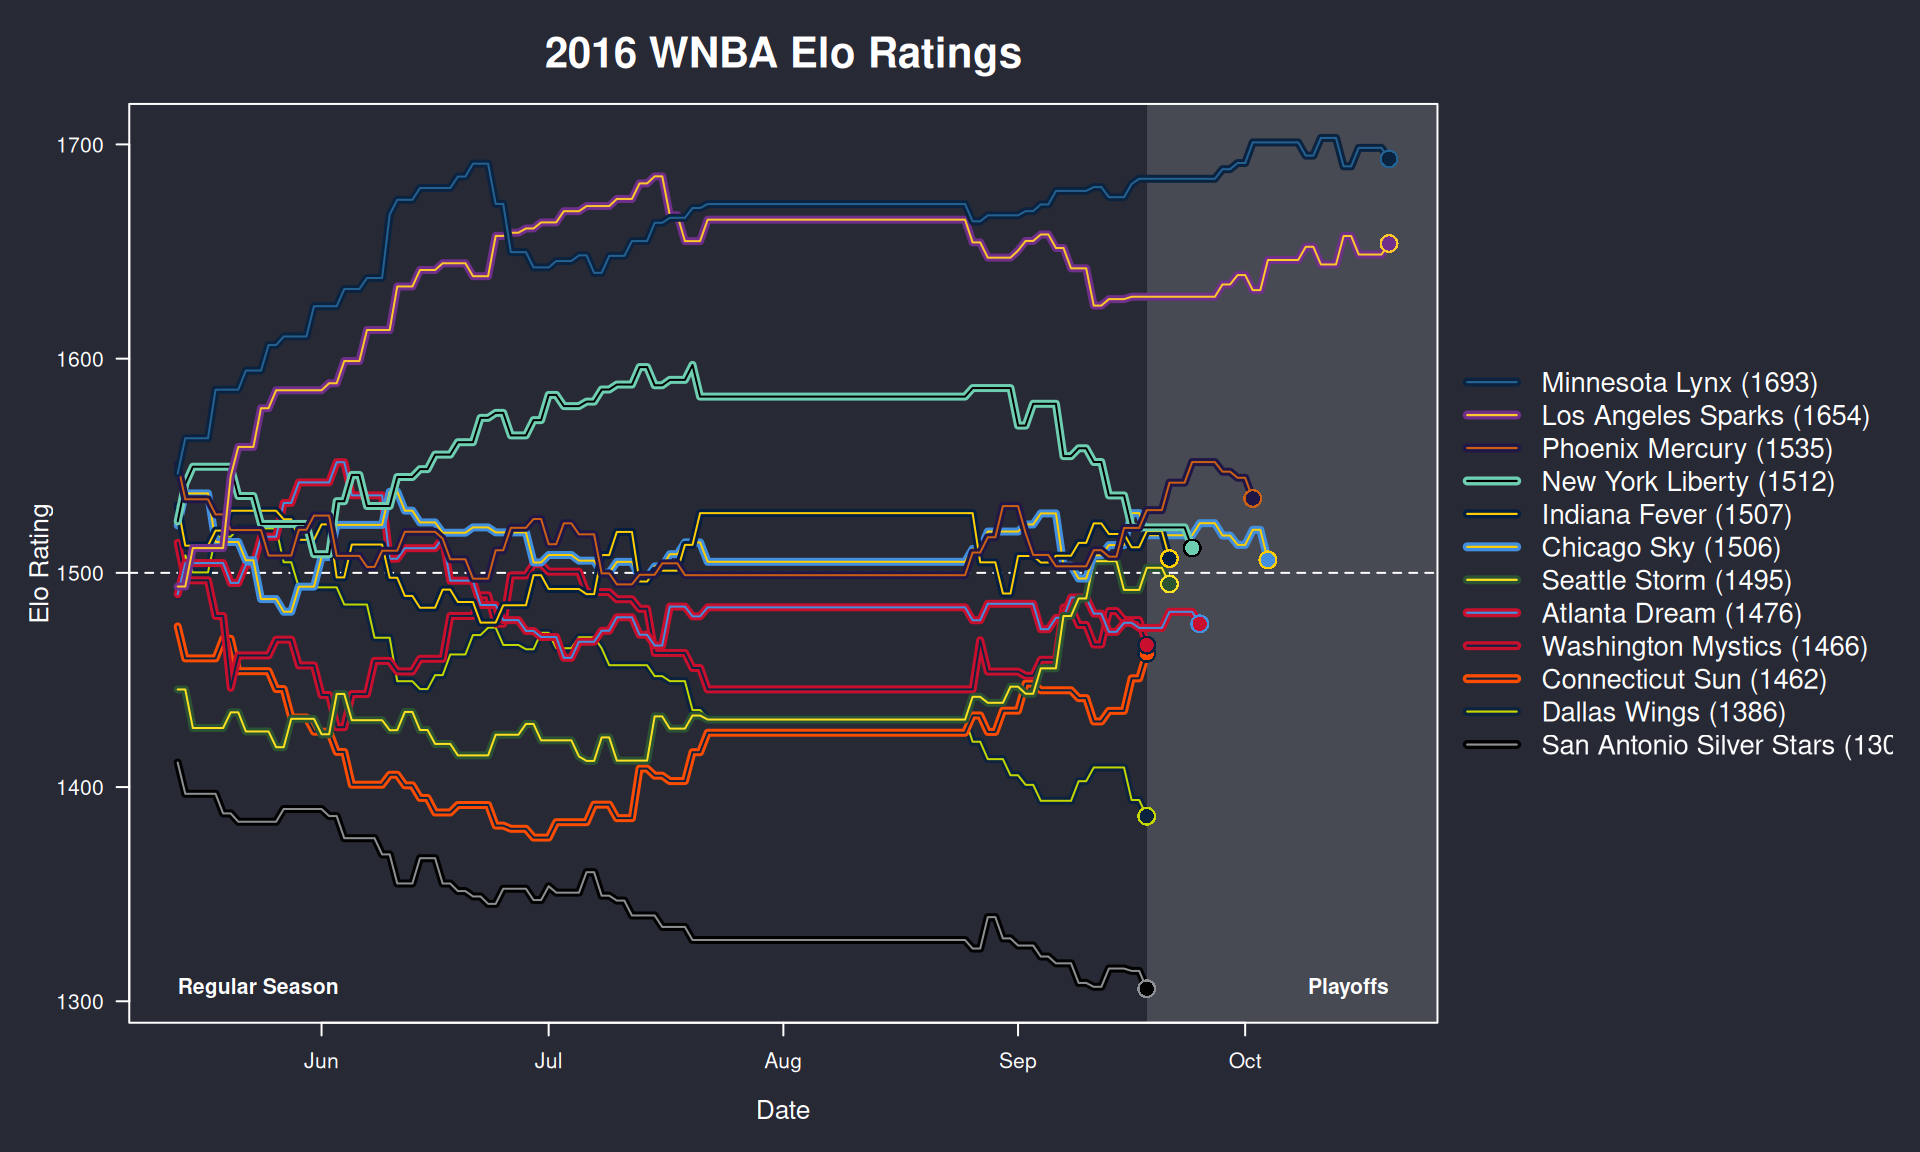 2016 WNBA Elo Ratings
1700
1600
1500
1400
1300
Elo Rating
Regular Season
Playoffs
Jun
Jul
Aug
Sep
Oct
Date
Minnesota Lynx (1693)
Los Angeles Sparks (1654)
Phoenix Mercury (1535)
New York Liberty (1512)
Indiana Fever (1507)
Chicago Sky (1506)
Seattle Storm (1495)
Atlanta Dream (1476)
Washington Mystics (1466)
Connecticut Sun (1462)
Dallas Wings (1386)
San Antonio Silver Stars